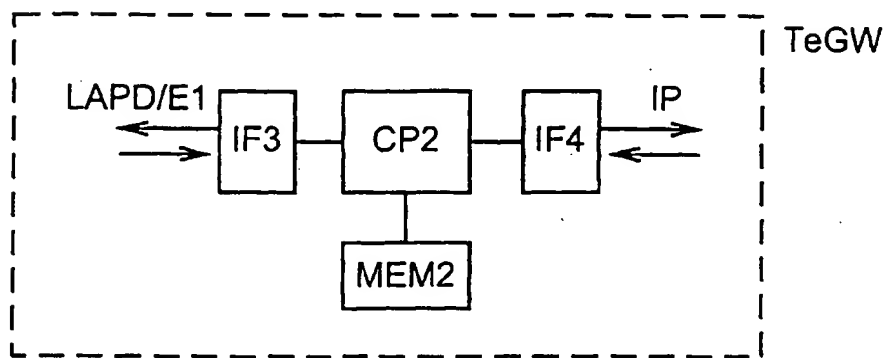 TeGW
LAPD/E1
IP
IF3
CP2
IF4
MEM2